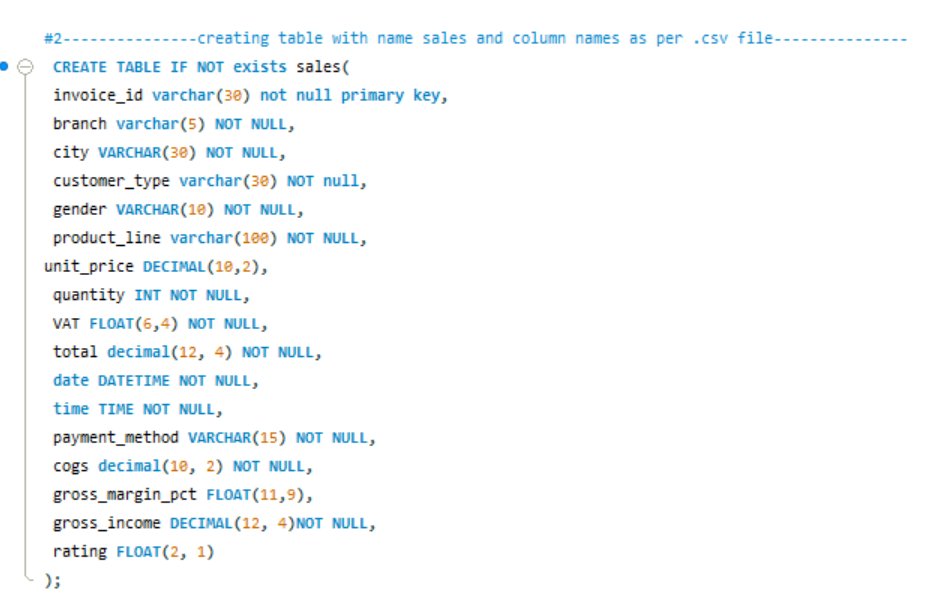 #2---------------creating table with name sales and column names as per .csv file---------------
CREATE TABLE IF NOT exists sales(
invoice_id varchar(30) not null primary key,
branch varchar(5) NOT NULL,
city VARCHAR(30) NOT NULL,
customer_type varchar(30) NOT null,
gender VARCHAR(10) NOT NULL,
product_line varchar(100) NOT NULL,
unit_price DECIMAL(10,2),
quantity INT NOT NULL,
VAT FLOAT(6,4) NOT NULL,
total decimal(12, 4) NOT NULL,
date DATETIME NOT NULL,
time TIME NOT NULL,
payment_method VARCHAR(15) NOT NULL,
cogs decimal(10, 2) NOT NULL,
gross_margin_pct FLOAT(11,9),
gross_income DECIMAL(12, 4)NOT NULL,
rating FLOAT(2, 1)
);